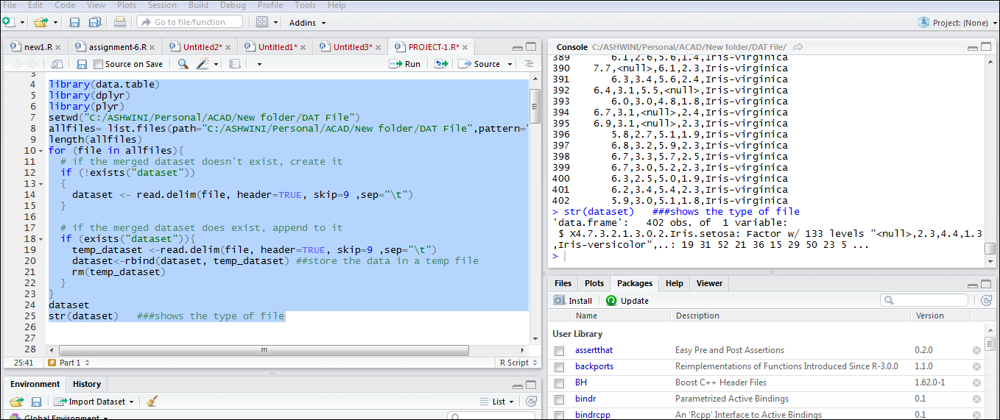 File Edit Code View Plots Session Build Debug Profile Tools Help
Go to file/function Addins Project: (None)
new1.R assignment-6.R Untitled2* Untitled1* Untitled3* PROJECT-1.R*
Source on Save Run Source
3
4 library(data.table)
5 library(dplyr)
6 library(plyr)
7 setwd("C:/ASHWINI/Personal/ACAD/New folder/DAT File")
8 allfiles= list.files(path="C:/ASHWINI/Personal/ACAD/New folder/DAT File",pattern="
9 length(allfiles)
10 for (file in allfiles){
11 # if the merged dataset doesn't exist, create it
12 if (!exists("dataset"))
13 {
14 dataset <- read.delim(file, header=TRUE, skip=9 ,sep="\t")
15 }
16
17 # if the merged dataset does exist, append to it
18 if (exists("dataset")){
19 temp_dataset <-read.delim(file, header=TRUE, skip=9 ,sep="\t")
20 dataset<-rbind(dataset, temp_dataset) ##store the data in a temp file
21 rm(temp_dataset)
22 }
23 }
24 dataset
25 str(dataset) ###shows the type of file
26
27
28
25:41 # Part 1 R Script
Environment History
Import Dataset List
Global Environment
Console C:/ASHWINI/Personal/ACAD/New folder/DAT File/
389 6.1,2.6,5.6,1.4,Iris-virginica
390 7.7,<null>,6.1,2.3,Iris-virginica
391 6.3,3.4,5.6,2.4,Iris-virginica
392 6.4,3.1,5.5,<null>,Iris-virginica
393 6.0,3.0,4.8,1.8,Iris-virginica
394 6.7,3.1,<null>,2.4,Iris-virginica
395 6.9,3.1,<null>,2.3,Iris-virginica
396 5.8,2.7,5.1,1.9,Iris-virginica
397 6.8,3.2,5.9,2.3,Iris-virginica
398 6.7,3.3,5.7,2.5,Iris-virginica
399 6.7,3.0,5.2,2.3,Iris-virginica
400 6.3,2.5,5.0,1.9,Iris-virginica
401 6.2,3.4,5.4,2.3,Iris-virginica
402 5.9,3.0,5.1,1.8,Iris-virginica
> str(dataset) ###shows the type of file
'data.frame': 402 obs. of 1 variable:
$ X4.7.3.2.1.3.0.2.Iris.setosa: Factor w/ 133 levels "<null>,2.3,4.4,1.3
,Iris-versicolor",..: 19 31 52 21 36 15 29 50 23 5 ...
>
Files Plots Packages Help Viewer
Install Update
Name Description Version
User Library
assertthat Easy Pre and Post Assertions 0.2.0
backports Reimplementations of Functions Introduced Since R-3.0.0 1.1.0
BH Boost C++ Header Files 1.62.0-1
bindr Parametrized Active Bindings 0.1
bindrcpp An 'Rcpp' Interface to Active Bindings 0.1